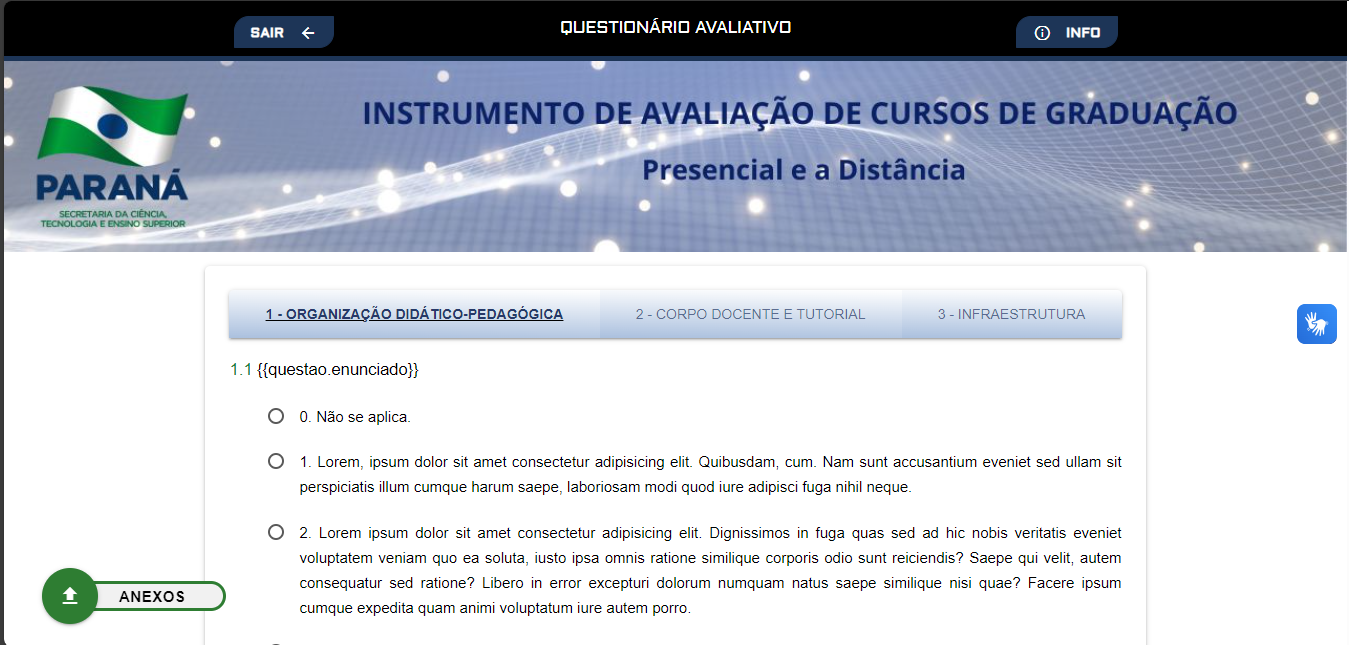 SAIR
QUESTIONÁRIO AVALIATIVO
INFO
INSTRUMENTO DE AVALIAÇÃO DE CURSOS DE GRADUAÇÃO
Presencial e a Distância
PARANÁ
SECRETARIA DA CIÊNCIA,
TECNOLOGIA E ENSINO SUPERIOR
1 - ORGANIZAÇÃO DIDÁTICO-PEDAGÓGICA
2 - CORPO DOCENTE E TUTORIAL
3 - INFRAESTRUTURA
1.1 {{questao.enunciado}}
0. Não se aplica.
1. Lorem, ipsum dolor sit amet consectetur adipisicing elit. Quibusdam, cum. Nam sunt accusantium eveniet sed ullam sit
perspiciatis illum cumque harum saepe, laboriosam modi quod iure adipisci fuga nihil neque.
2. Lorem ipsum dolor sit amet consectetur adipisicing elit. Dignissimos in fuga quas sed ad hic nobis veritatis eveniet
voluptatem veniam quo ea soluta, iusto ipsa omnis ratione similique corporis odio sunt reiciendis? Saepe qui velit, autem
consequatur sed ratione? Libero in error excepturi dolorum numquam natus saepe similique nisi quae? Facere ipsum
cumque expedita quam animi voluptatum iure autem porro.
ANEXOS